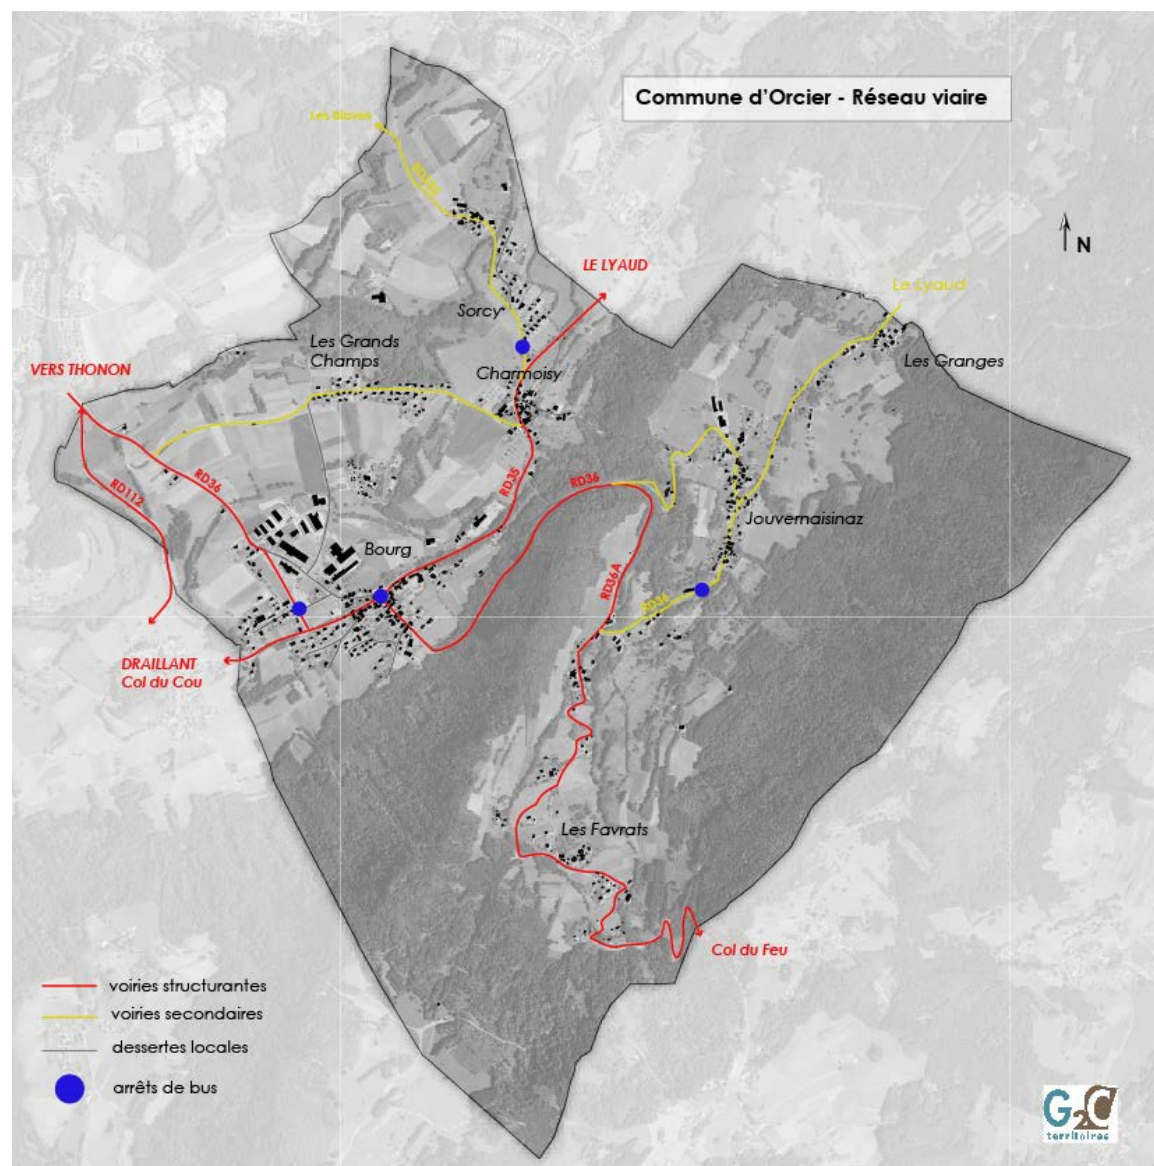 Commune d'Orcier - Réseau viaire
Les Blaves
N
LE LYAUD
Le Lyaud
Sorcy
Les Grands
Champs
Charmoisy
Les Granges
VERS THONON
RD36
RD112
RD35
RD36
Jouvernaisinaz
Bourg
RD36A
RD36
DRAILLANT
Col du Cou
Les Favrats
Col du Feu
voiries structurantes
voiries secondaires
dessertes locales
arrêts de bus
G2C
territoires